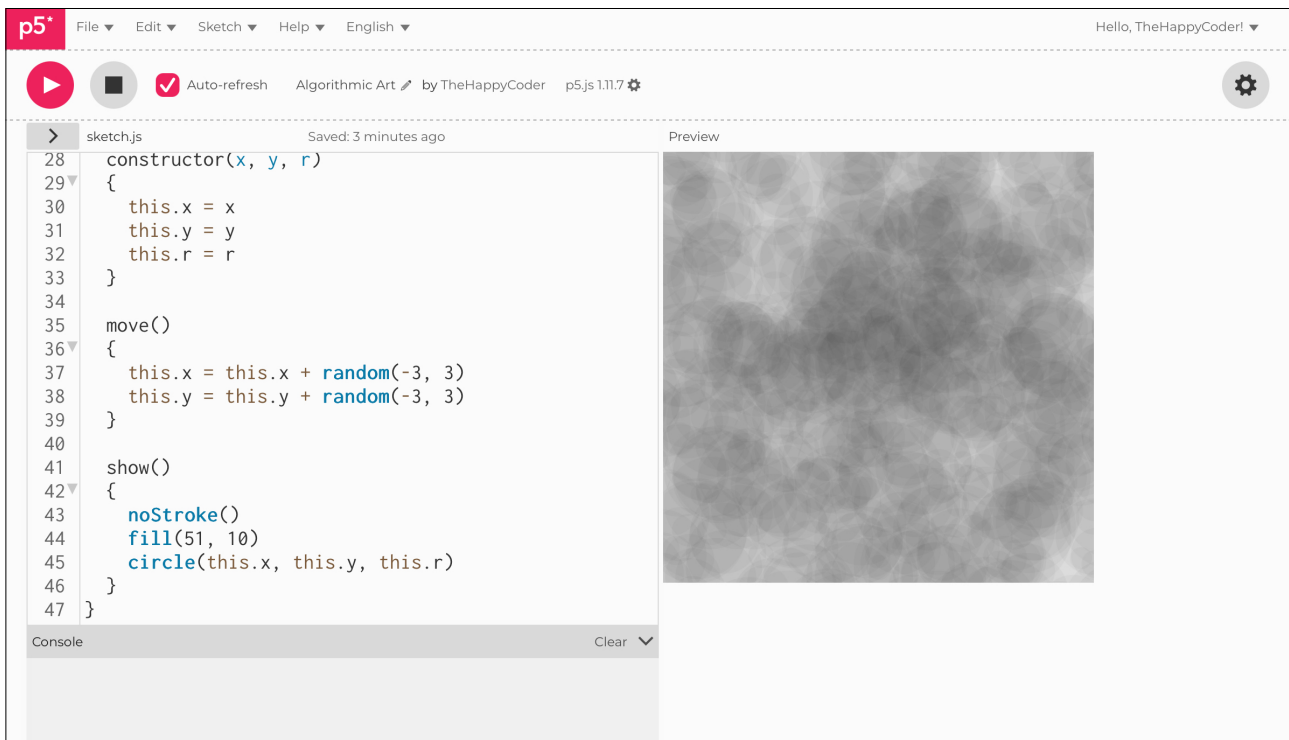 p5* File Edit Sketch Help English Hello, TheHappyCoder!
Auto-refresh Algorithmic Art by TheHappyCoder p5.js 1.11.7
sketch.js Saved: 3 minutes ago Preview
28 constructor(x, y, r)
29 {
30 this.x = x
31 this.y = y
32 this.r = r
33 }
34
35 move()
36 {
37 this.x = this.x + random(-3, 3)
38 this.y = this.y + random(-3, 3)
39 }
40
41 show()
42 {
43 noStroke()
44 fill(51, 10)
45 circle(this.x, this.y, this.r)
46 }
47 }
Console Clear